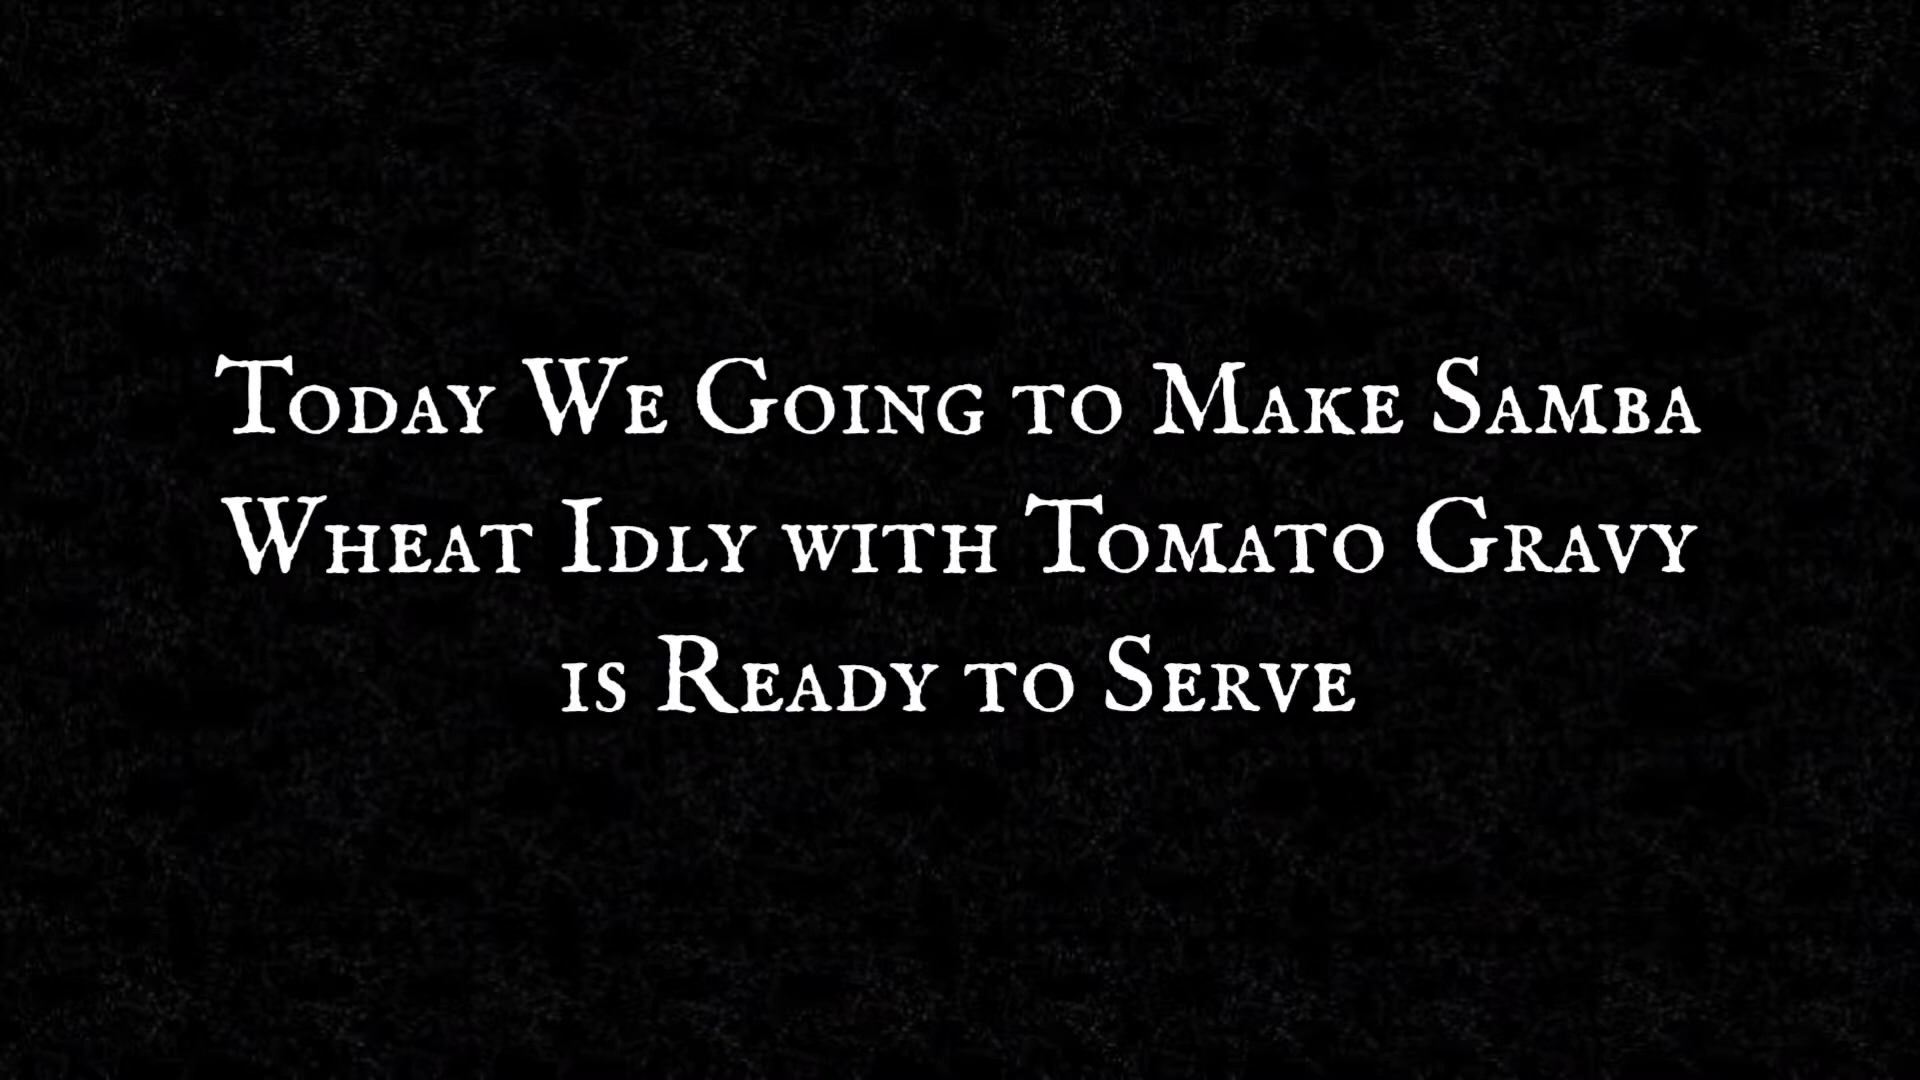 Today We Going to Make Samba
Wheat Idly with Tomato Gravy
is Ready to Serve